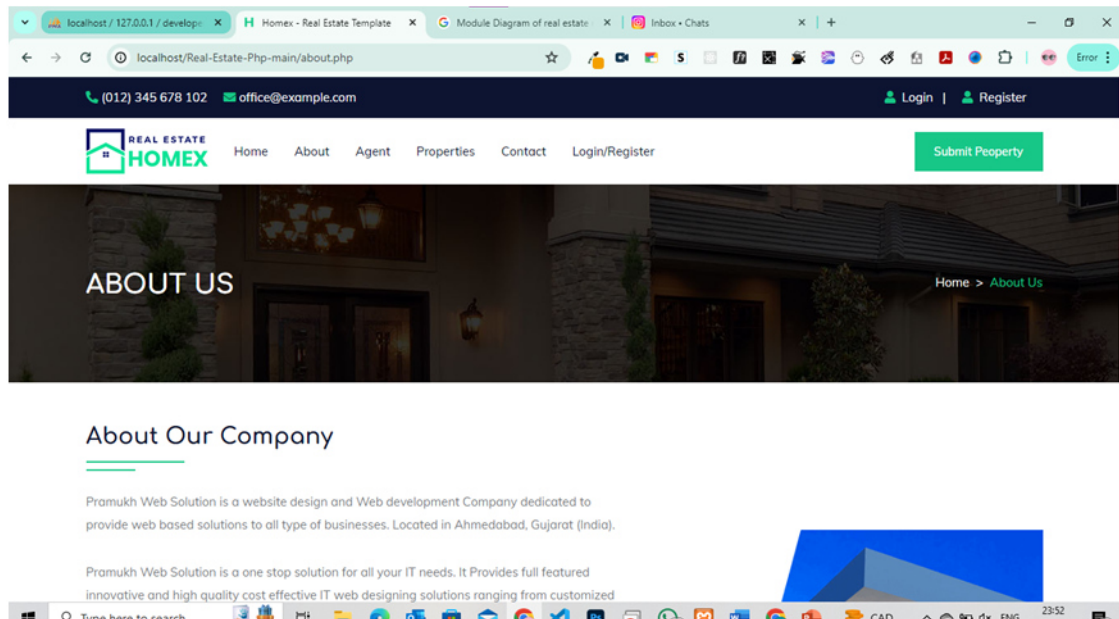 localhost / 127.0.0.1 / develope
Homex - Real Estate Template
Module Diagram of real estate
Inbox • Chats
localhost/Real-Estate-Php-main/about.php
Error
(012) 345 678 102 office@example.com
Login | Register
REAL ESTATE
HOMEX
Home About Agent Properties Contact Login/Register
Submit Peoperty
ABOUT US
Home > About Us
About Our Company
Pramukh Web Solution is a website design and Web development Company dedicated to
provide web based solutions to all type of businesses. Located in Ahmedabad, Gujarat (India).
Pramukh Web Solution is a one stop solution for all your IT needs. It Provides full featured
innovative and high quality cost effective IT web designing solutions ranging from customized
Type here to search
CAD
ENG
23:52